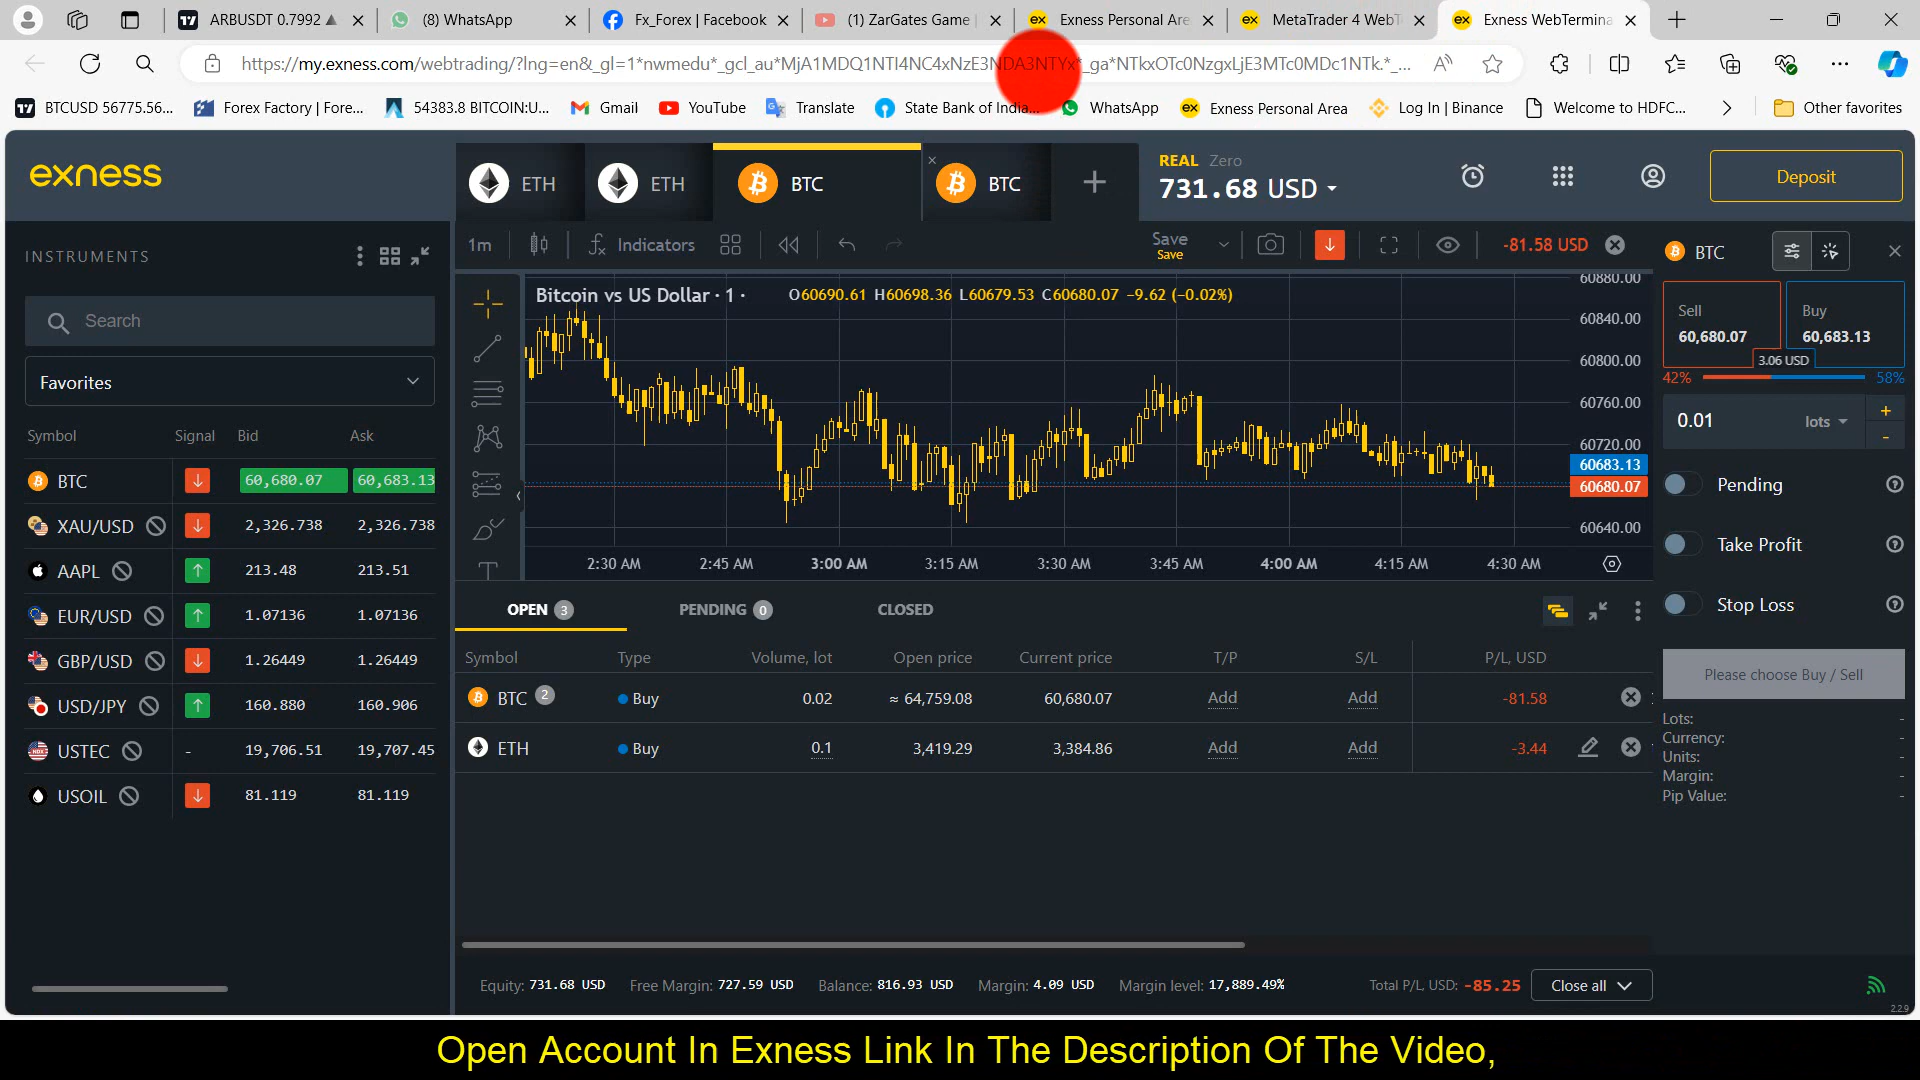 ARBUSDT 0.7992
(8) WhatsApp
Fx_Forex | Facebook
(1) ZarGates Game
Exness Personal Are
MetaTrader 4 WebT
Exness WebTermina
https://my.exness.com/webtrading/?lng=en&_gl=1*nwmedu*_gcl_au*MjA1MDQ1NTI4NC4xNzE3NDA3NTYx*_ga*NTkxOTc0NzgxLjE3MTc0MDc1NTk.*_...
BTCUSD 56775.56...
Forex Factory | Fore...
54383.8 BITCOIN:U...
Gmail
YouTube
Translate
State Bank of India...
WhatsApp
Exness Personal Area
Log In | Binance
Welcome to HDFC...
Other favorites
exness
ETH
ETH
BTC
BTC
REAL Zero
731.68 USD
Deposit
INSTRUMENTS
Search
Favorites
Symbol Signal Bid Ask
BTC 60,680.07 60,683.13
XAU/USD 2,326.738 2,326.738
AAPL 213.48 213.51
EUR/USD 1.07136 1.07136
GBP/USD 1.26449 1.26449
USD/JPY 160.880 160.906
USTEC - 19,706.51 19,707.45
USOIL 81.119 81.119
1m
Indicators
Save
Save
-81.58 USD
Bitcoin vs US Dollar · 1 · O60690.61 H60698.36 L60679.53 C60680.07 -9.62 (-0.02%)
60880.00
60840.00
60800.00
60760.00
60720.00
60683.13
60680.07
60640.00
2:30 AM 2:45 AM 3:00 AM 3:15 AM 3:30 AM 3:45 AM 4:00 AM 4:15 AM 4:30 AM
OPEN 3
PENDING 0
CLOSED
Symbol Type Volume, lot Open price Current price T/P S/L P/L, USD
BTC 2 Buy 0.02 ≈ 64,759.08 60,680.07 Add Add -81.58
ETH Buy 0.1 3,419.29 3,384.86 Add Add -3.44
Equity: 731.68 USD Free Margin: 727.59 USD Balance: 816.93 USD Margin: 4.09 USD Margin level: 17,889.49%
Total P/L, USD: -85.25
Close all
BTC
Sell
60,680.07
Buy
60,683.13
3.06 USD
42%
58%
0.01 lots
+
-
Pending
Take Profit
Stop Loss
Please choose Buy / Sell
Lots: -
Currency: -
Units: -
Margin: -
Pip Value: -
2.2.9
Open Account In Exness Link In The Description Of The Video,